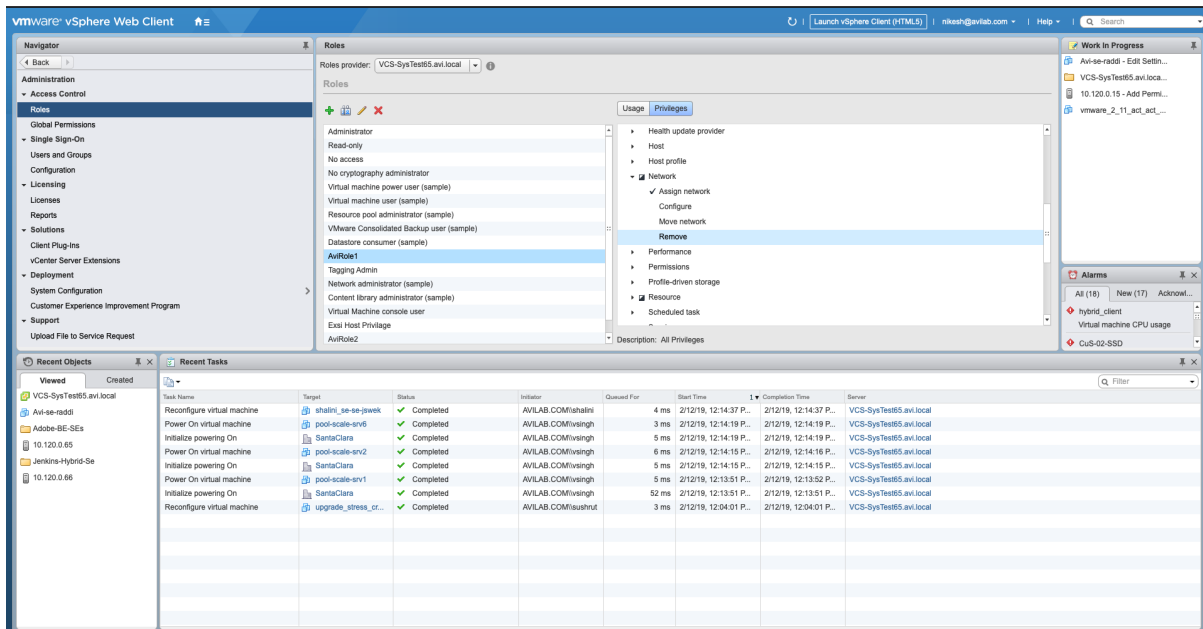 vmware® vSphere Web Client
Launch vSphere Client (HTML5) | nikesh@avilab.com | Help | Search
Navigator
Back
Administration
Access Control
Roles
Global Permissions
Single Sign-On
Users and Groups
Configuration
Licensing
Licenses
Reports
Solutions
Client Plug-Ins
vCenter Server Extensions
Deployment
System Configuration
Customer Experience Improvement Program
Support
Upload File to Service Request
Roles
Roles provider: VCS-SysTest65.avi.local
Roles
Administrator
Read-only
No access
No cryptography administrator
Virtual machine power user (sample)
Virtual machine user (sample)
Resource pool administrator (sample)
VMware Consolidated Backup user (sample)
Datastore consumer (sample)
AviRole1
Tagging Admin
Network administrator (sample)
Content library administrator (sample)
Virtual Machine console user
Exsi Host Privilage
AviRole2
Usage Privileges
Health update provider
Host
Host profile
Network
Assign network
Configure
Move network
Remove
Performance
Permissions
Profile-driven storage
Resource
Scheduled task
Description: All Privileges
Work In Progress
Avi-se-raddi - Edit Settin...
VCS-SysTest65.avi.loca...
10.120.0.15 - Add Permi...
vmware_2_11_act_act_...
Alarms
All (18) New (17) Acknowl...
hybrid_client
Virtual machine CPU usage
CuS-02-SSD
Recent Objects
Viewed Created
VCS-SysTest65.avi.local
Avi-se-raddi
Adobe-BE-SEs
10.120.0.65
Jenkins-Hybrid-Se
10.120.0.66
Recent Tasks
Filter
Task Name Target Status Initiator Queued For Start Time 1 Completion Time Server
Reconfigure virtual machine shalini_se-se-jswek Completed AVILAB.COM\\shalini 4 ms 2/12/19, 12:14:37 P... 2/12/19, 12:14:37 P... VCS-SysTest65.avi.local
Power On virtual machine pool-scale-srv6 Completed AVILAB.COM\\vsingh 3 ms 2/12/19, 12:14:19 P... 2/12/19, 12:14:19 P... VCS-SysTest65.avi.local
Initialize powering On SantaClara Completed AVILAB.COM\\vsingh 5 ms 2/12/19, 12:14:19 P... 2/12/19, 12:14:19 P... VCS-SysTest65.avi.local
Power On virtual machine pool-scale-srv2 Completed AVILAB.COM\\vsingh 6 ms 2/12/19, 12:14:15 P... 2/12/19, 12:14:16 P... VCS-SysTest65.avi.local
Initialize powering On SantaClara Completed AVILAB.COM\\vsingh 5 ms 2/12/19, 12:14:15 P... 2/12/19, 12:14:15 P... VCS-SysTest65.avi.local
Power On virtual machine pool-scale-srv1 Completed AVILAB.COM\\vsingh 5 ms 2/12/19, 12:13:51 P... 2/12/19, 12:13:52 P... VCS-SysTest65.avi.local
Initialize powering On SantaClara Completed AVILAB.COM\\vsingh 52 ms 2/12/19, 12:13:51 P... 2/12/19, 12:13:51 P... VCS-SysTest65.avi.local
Reconfigure virtual machine upgrade_stress_cr... Completed AVILAB.COM\\sushrut 3 ms 2/12/19, 12:04:01 P... 2/12/19, 12:04:01 P... VCS-SysTest65.avi.local